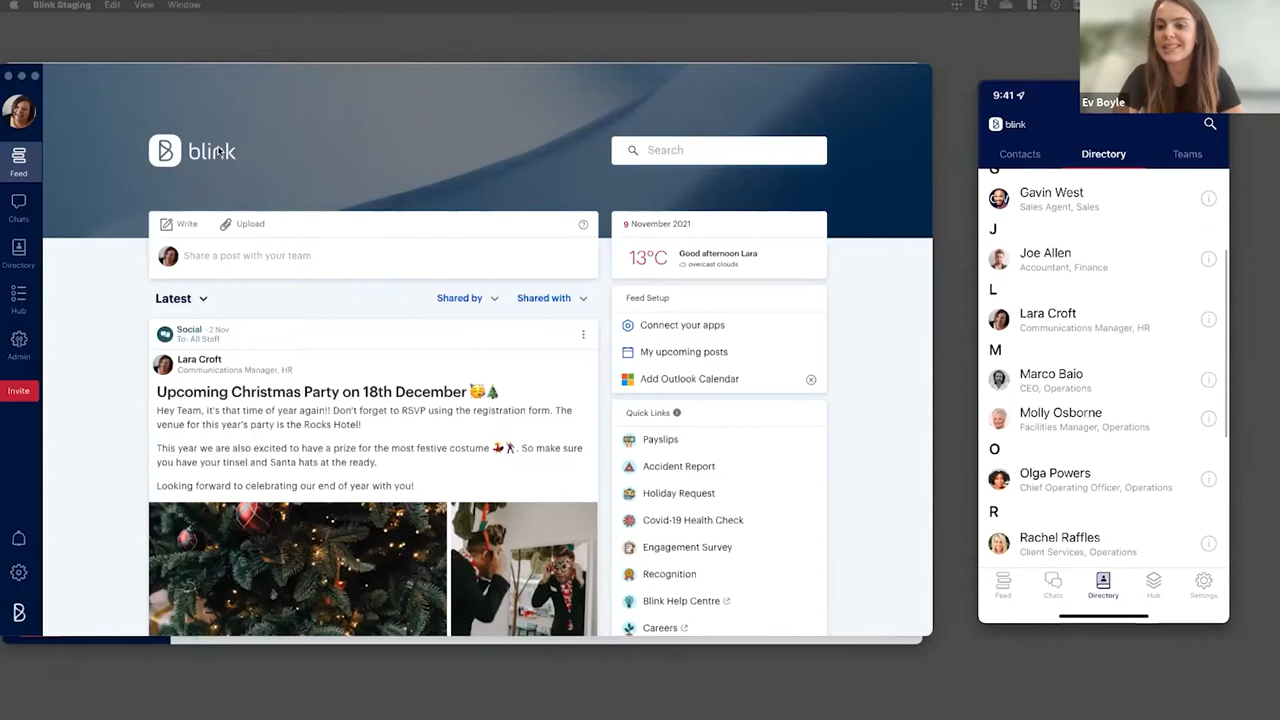 Blink Staging Edit View Window
Ev Boyle
blink
Search
Feed
Chats
Directory
Hub
Admin
Invite
Write Upload
Share a post with your team
Latest Shared by Shared with
Social · 2 Nov
To: All Staff
Lara Croft
Communications Manager, HR
Upcoming Christmas Party on 18th December 🥳🎄
Hey Team, it's that time of year again!! Don't forget to RSVP using the registration form. The
venue for this year's party is the Rocks Hotel!
This year we are also excited to have a prize for the most festive costume 💃🕺. So make sure
you have your tinsel and Santa hats at the ready.
Looking forward to celebrating our end of year with you!
9 November 2021
13°C Good afternoon Lara
overcast clouds
Feed Setup
Connect your apps
My upcoming posts
Add Outlook Calendar
Quick Links
Payslips
Accident Report
Holiday Request
Covid-19 Health Check
Engagement Survey
Recognition
Blink Help Centre
Careers
9:41
blink
Contacts Directory Teams
G
Gavin West
Sales Agent, Sales
J
Joe Allen
Accountant, Finance
L
Lara Croft
Communications Manager, HR
M
Marco Baio
CEO, Operations
Molly Osborne
Facilities Manager, Operations
O
Olga Powers
Chief Operating Officer, Operations
R
Rachel Raffles
Client Services, Operations
Feed Chats Directory Hub Settings